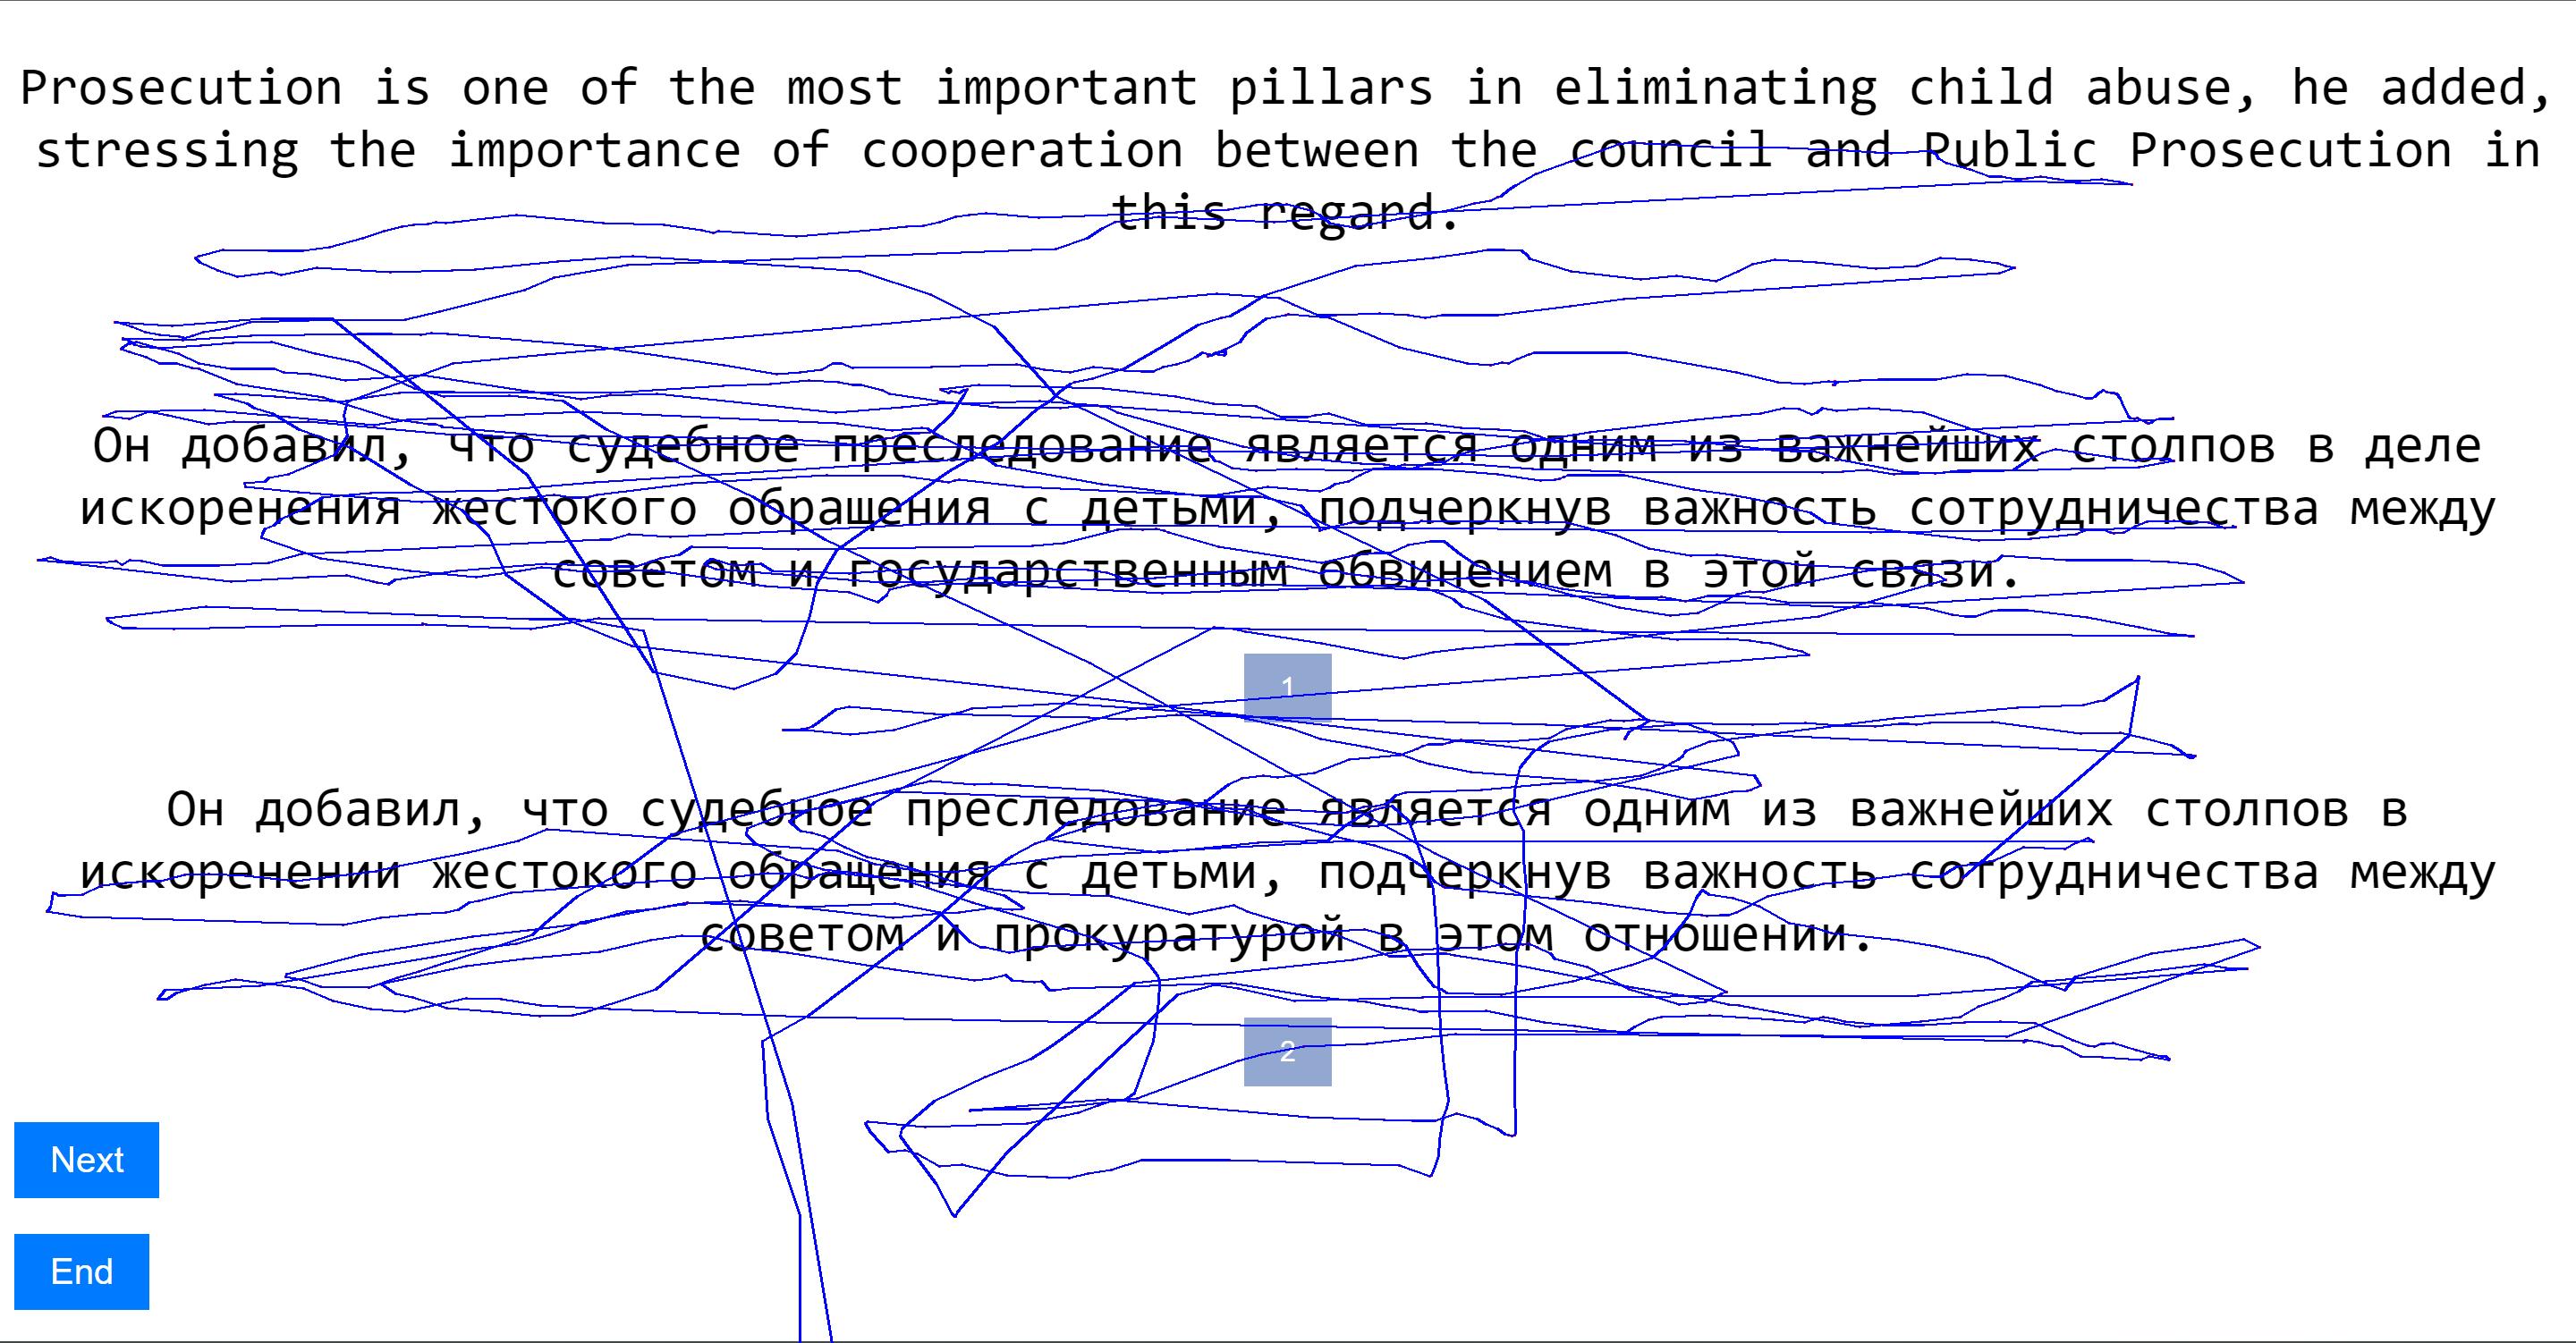 Prosecution is one of the most important pillars in eliminating child abuse, he added,
stressing the importance of cooperation between the council and Public Prosecution in
this regard.
Он добавил, что судебное преследование является одним из важнейших столпов в деле
искоренения жестокого обращения с детьми, подчеркнув важность сотрудничества между
советом и государственным обвинением в этой связи.
1
Он добавил, что судебное преследование является одним из важнейших столпов в
искоренении жестокого обращения с детьми, подчеркнув важность сотрудничества между
советом и прокуратурой в этом отношении.
2
Next
End